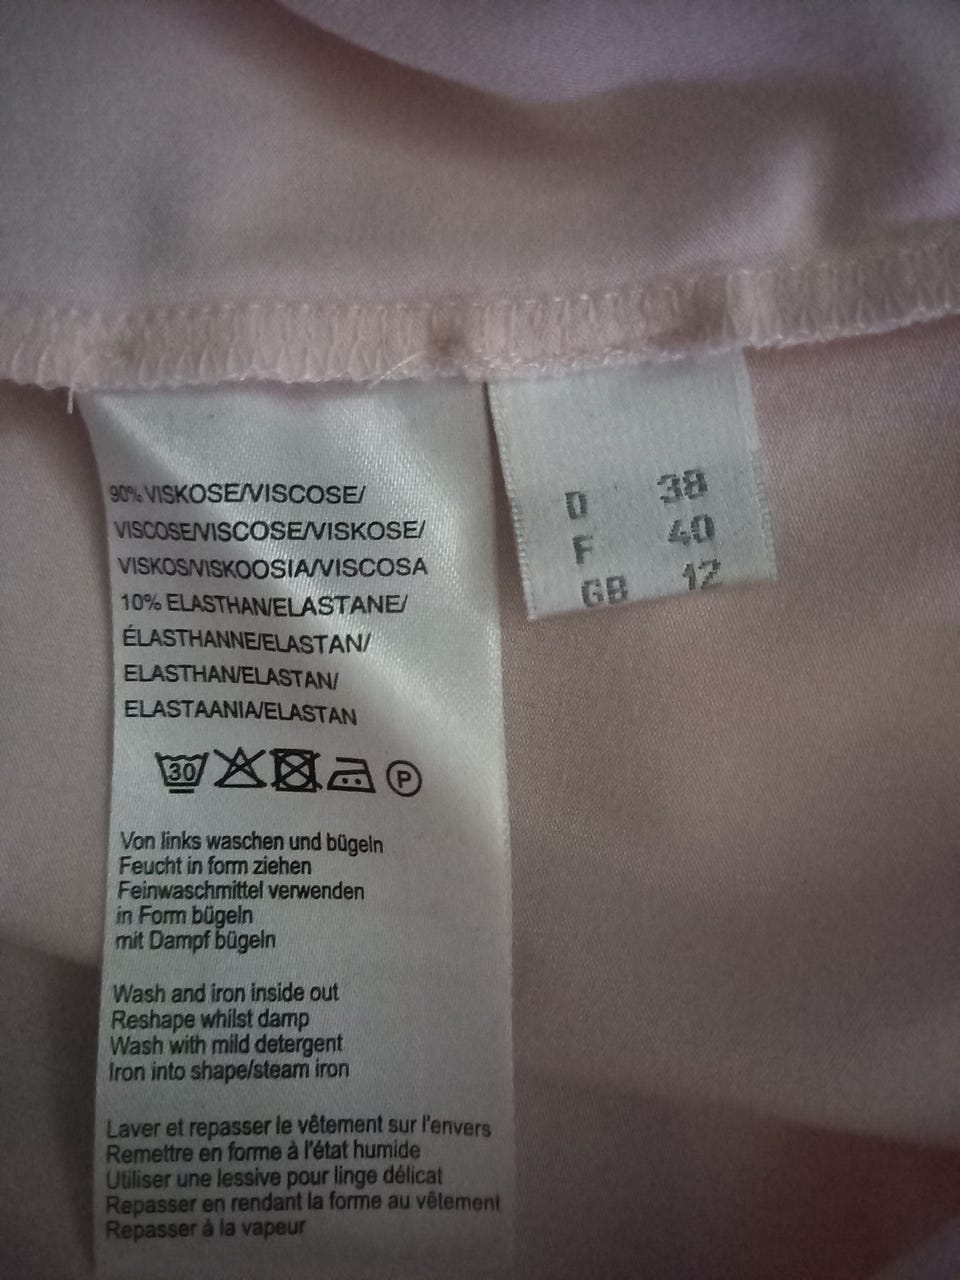 90% VISKOSE/VISCOSE/
VISCOSE/VISCOSE/VISKOSE/
VISKOS/VISKOOSIA/VISCOSA
10% ELASTHAN/ELASTANE/
ÉLASTHANNE/ELASTAN/
ELASTHAN/ELASTAN/
ELASTAANIA/ELASTAN
30 P
Von links waschen und bügeln
Feucht in form ziehen
Feinwaschmittel verwenden
in Form bügeln
mit Dampf bügeln
Wash and iron inside out
Reshape whilst damp
Wash with mild detergent
Iron into shape/steam iron
Laver et repasser le vêtement sur l'envers
Remettre en forme à l'état humide
Utiliser une lessive pour linge délicat
Repasser en rendant la forme au vêtement
Repasser à la vapeur
D 38
F 40
GB 12